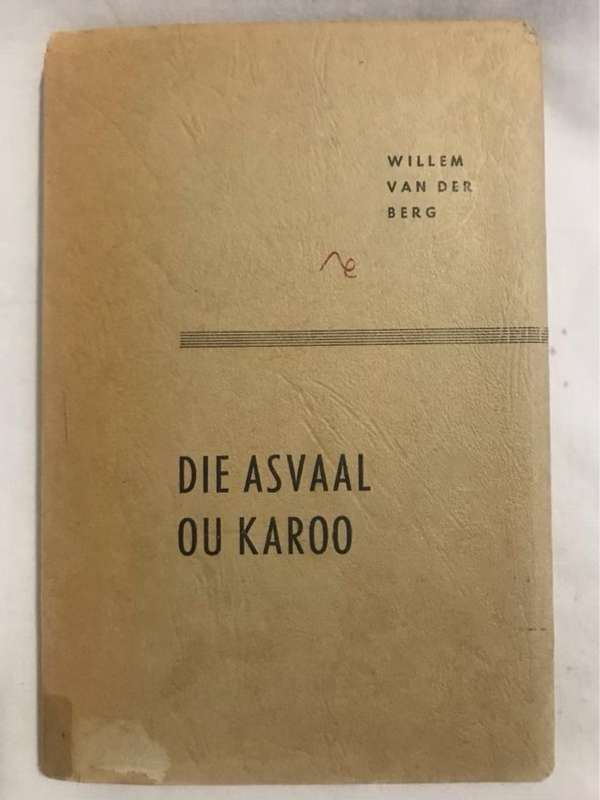 WILLEM
VAN DER
BERG
DIE ASVAAL
OU KAROO